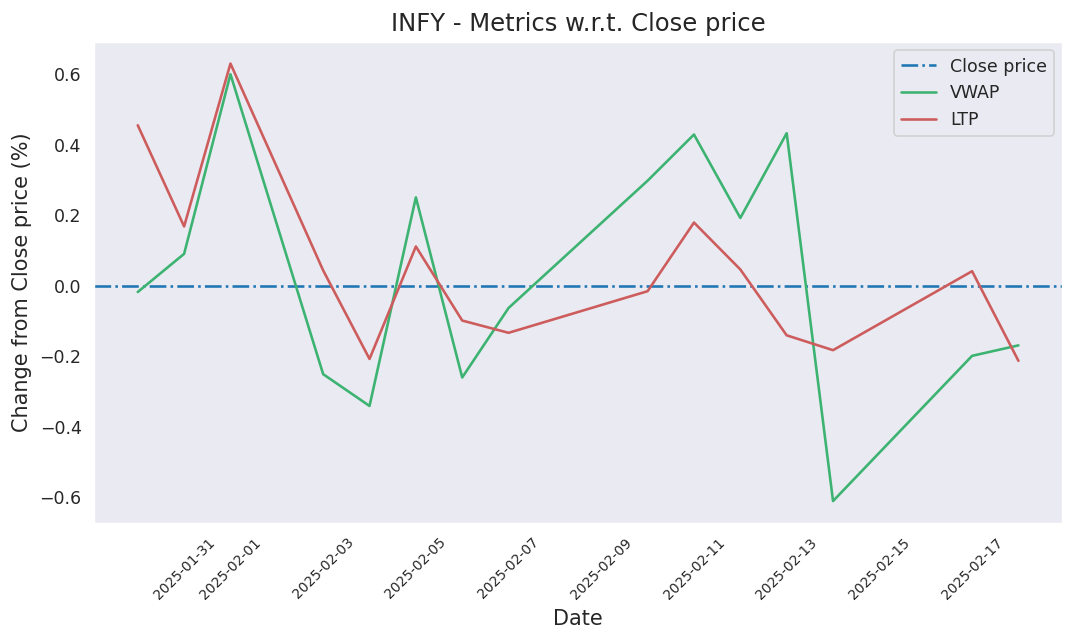 INFY - Metrics w.r.t. Close price
Close price
VWAP
LTP
Change from Close price (%)
0.6
0.4
0.2
0.0
−0.2
−0.4
−0.6
2025-01-31
2025-02-01
2025-02-03
2025-02-05
2025-02-07
2025-02-09
2025-02-11
2025-02-13
2025-02-15
2025-02-17
Date